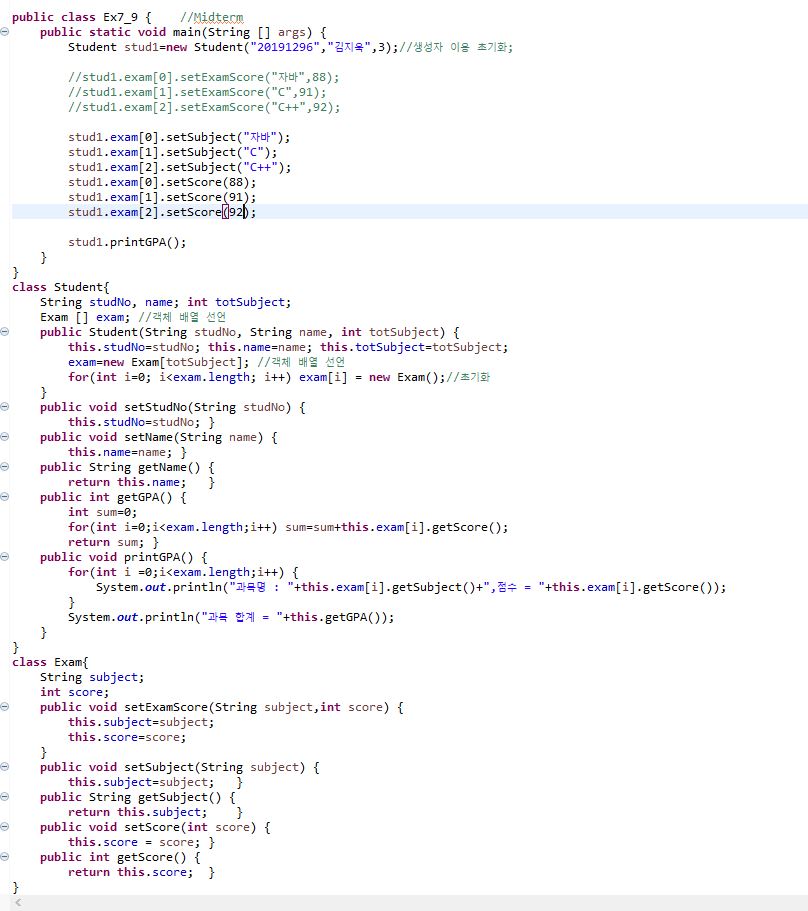 public class Ex7_9 {    //Midterm
    public static void main(String [] args) {
        Student stud1=new Student("20191296","김지욱",3);//생성자 이용 초기화;

        //stud1.exam[0].setExamScore("자바",88);
        //stud1.exam[1].setExamScore("C",91);
        //stud1.exam[2].setExamScore("C++",92);

        stud1.exam[0].setSubject("자바");
        stud1.exam[1].setSubject("C");
        stud1.exam[2].setSubject("C++");
        stud1.exam[0].setScore(88);
        stud1.exam[1].setScore(91);
        stud1.exam[2].setScore(92);

        stud1.printGPA();
    }
}
class Student{
    String studNo, name; int totSubject;
    Exam [] exam; //객체 배열 선언
    public Student(String studNo, String name, int totSubject) {
        this.studNo=studNo; this.name=name; this.totSubject=totSubject;
        exam=new Exam[totSubject]; //객체 배열 선언
        for(int i=0; i<exam.length; i++) exam[i] = new Exam();//초기화
    }
    public void setStudNo(String studNo) {
        this.studNo=studNo; }
    public void setName(String name) {
        this.name=name; }
    public String getName() {
        return this.name;   }
    public int getGPA() {
        int sum=0;
        for(int i=0;i<exam.length;i++) sum=sum+this.exam[i].getScore();
        return sum; }
    public void printGPA() {
        for(int i =0;i<exam.length;i++) {
            System.out.println("과목명 : "+this.exam[i].getSubject()+",점수 = "+this.exam[i].getScore());
        }
        System.out.println("과목 합계 = "+this.getGPA());
    }
}
class Exam{
    String subject;
    int score;
    public void setExamScore(String subject,int score) {
        this.subject=subject;
        this.score=score;
    }
    public void setSubject(String subject) {
        this.subject=subject;   }
    public String getSubject() {
        return this.subject;    }
    public void setScore(int score) {
        this.score = score; }
    public int getScore() {
        return this.score;  }
}